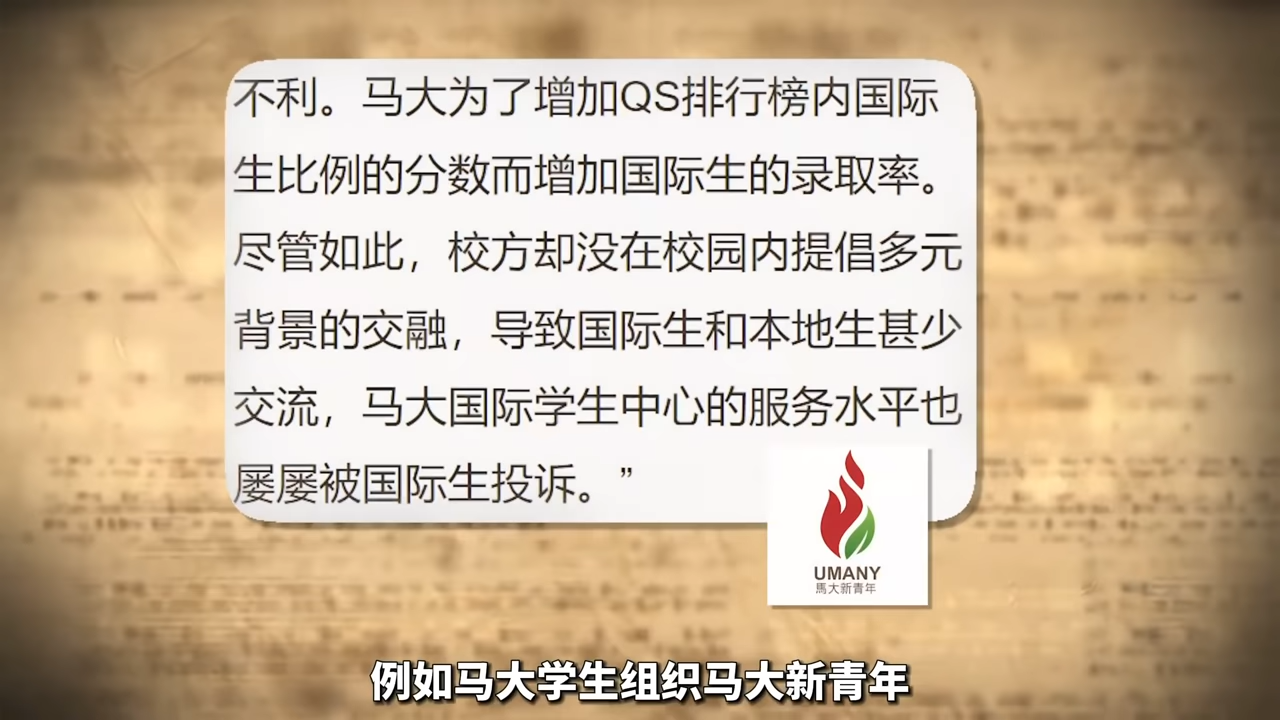 不利。马大为了增加QS排行榜内国际
生比例的分数而增加国际生的录取率。
尽管如此，校方却没在校园内提倡多元
背景的交融，导致国际生和本地生甚少
交流，马大国际学生中心的服务水平也
屡屡被国际生投诉。”
UMANY
馬大新青年
例如马大学生组织马大新青年